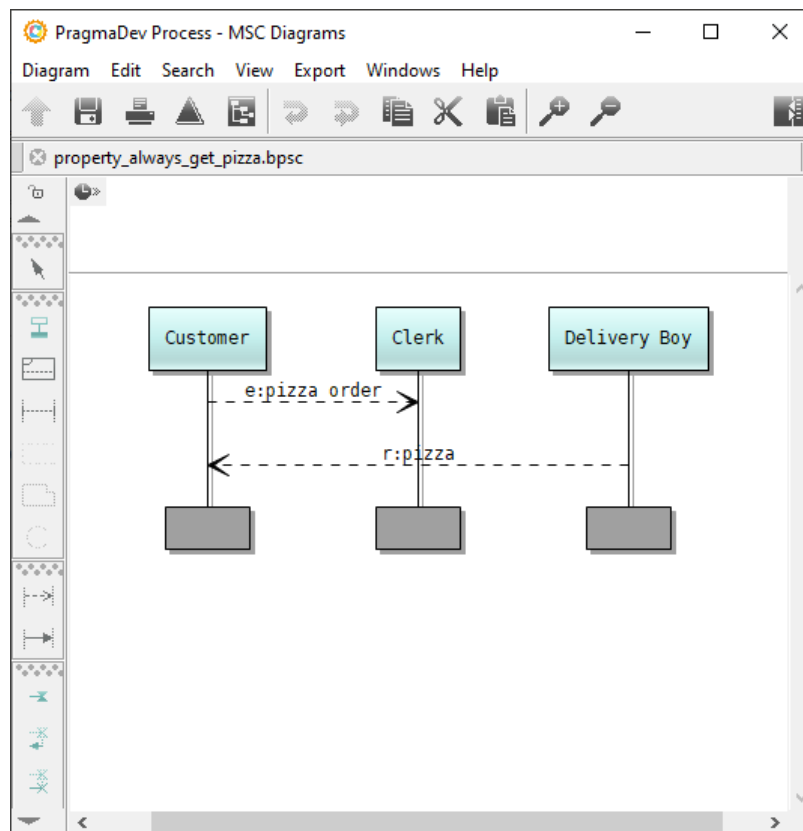 PragmaDev Process - MSC Diagrams
Diagram Edit Search View Export Windows Help
property_always_get_pizza.bpsc
Customer Clerk Delivery Boy
e:pizza order
r:pizza